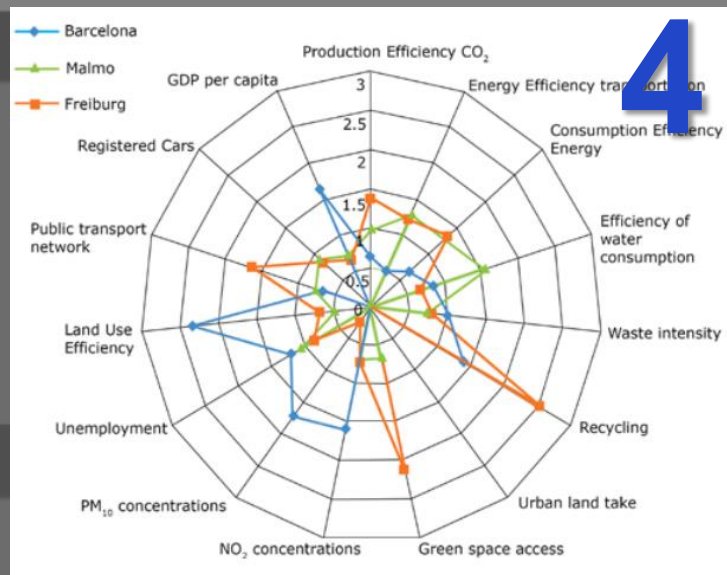 4
Barcelona
Malmo
Freiburg
Production Efficiency CO₂
GDP per capita
Energy Efficiency
Registered Cars
Consumption Efficiency
Energy
Public transport
network
Efficiency of
water
consumption
Land Use
Efficiency
Waste intensity
Unemployment
Recycling
PM₁₀ concentrations
Urban land take
NO₂ concentrations
Green space access
3
2.5
2
1.5
1
0.5
0